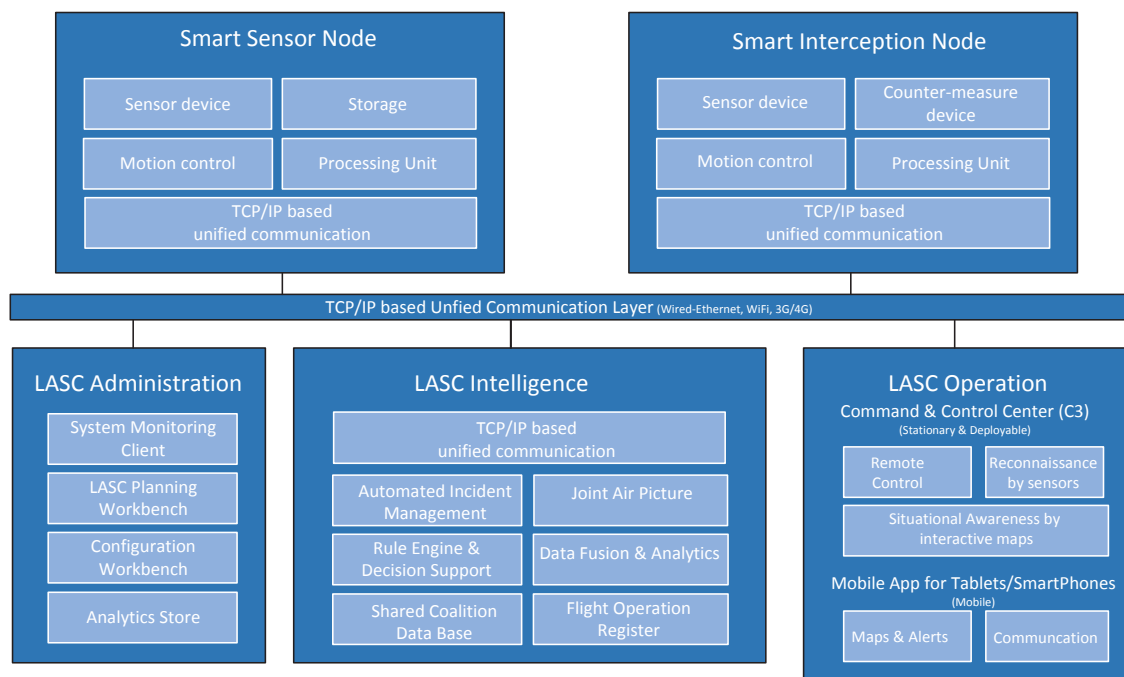 Smart Sensor Node
Sensor device
Storage
Motion control
Processing Unit
TCP/IP based
unified communication
Smart Interception Node
Sensor device
Counter-measure
device
Motion control
Processing Unit
TCP/IP based
unified communication
TCP/IP based Unfied Communication Layer (Wired-Ethernet, WiFi, 3G/4G)
LASC Administration
System Monitoring
Client
LASC Planning
Workbench
Configuration
Workbench
Analytics Store
LASC Intelligence
TCP/IP based
unified communication
Automated Incident
Management
Joint Air Picture
Rule Engine &
Decision Support
Data Fusion & Analytics
Shared Coalition
Data Base
Flight Operation
Register
LASC Operation
Command & Control Center (C3)
(Stationary & Deployable)
Remote
Control
Reconnaissance
by sensors
Situational Awareness by
interactive maps
Mobile App for Tablets/SmartPhones
(Mobile)
Maps & Alerts
Communcation